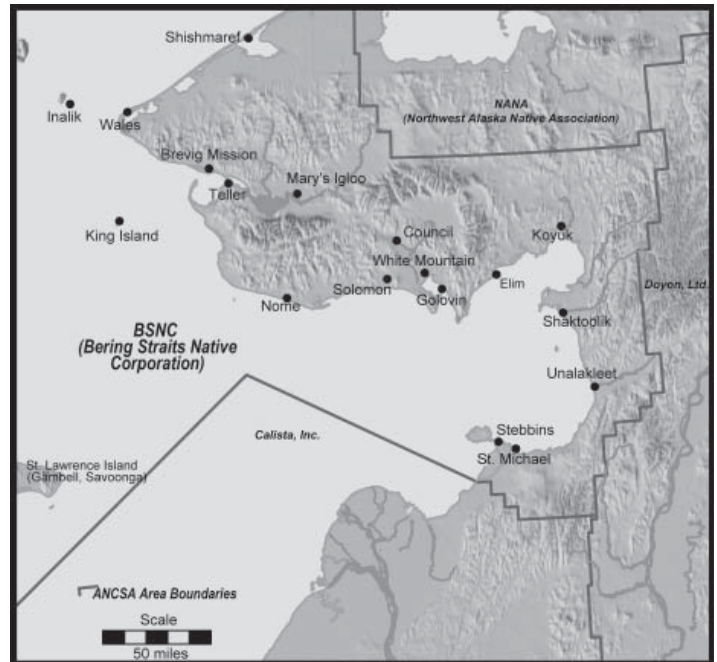 Shishmaref
NANA
(Northwest Alaska Native Association)
Inalik
Wales
Brevig Mission
Teller
Mary's Igloo
King Island
Council
Koyuk
White Mountain
Solomon
Golovin
Elim
Nome
Doyon, Ltd.
Shaktoolik
BSNC
(Bering Straits Native
Corporation)
Unalakleet
Calista, Inc.
Stebbins
St. Michael
St. Lawrence Island
(Gambell, Savoonga)
ANCSA Area Boundaries
Scale
50 miles